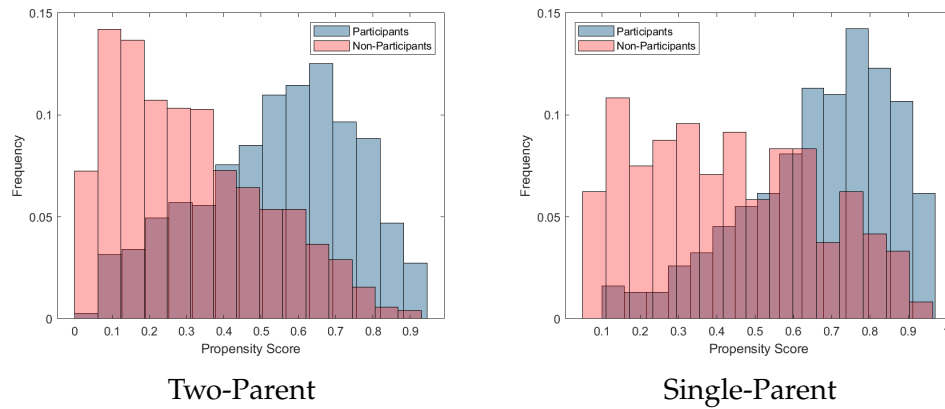 0.15
Participants
Non-Participants
0.1
Frequency
0.05
0
0 0.1 0.2 0.3 0.4 0.5 0.6 0.7 0.8 0.9
Propensity Score
Two-Parent
0.15
Participants
Non-Participants
0.1
Frequency
0.05
0
0.1 0.2 0.3 0.4 0.5 0.6 0.7 0.8 0.9
Propensity Score
Single-Parent